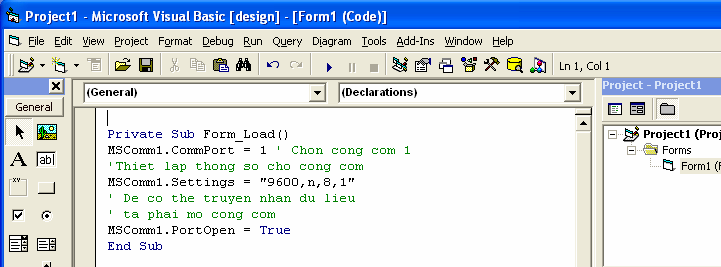 Project1 - Microsoft Visual Basic [design] - [Form1 (Code)]
File Edit View Project Format Debug Run Query Diagram Tools Add-Ins Window Help
Ln 1, Col 1
General
(General) (Declarations)
Project - Project1
Private Sub Form_Load()
MSComm1.CommPort = 1 ' Chon cong com 1
'Thiet lap thong so cho cong com
MSComm1.Settings = "9600,n,8,1"
' De co the truyen nhan du lieu
' ta phai mo cong com
MSComm1.PortOpen = True
End Sub
A ab|
xy
Project1 (Proj
Forms
Form1 (F